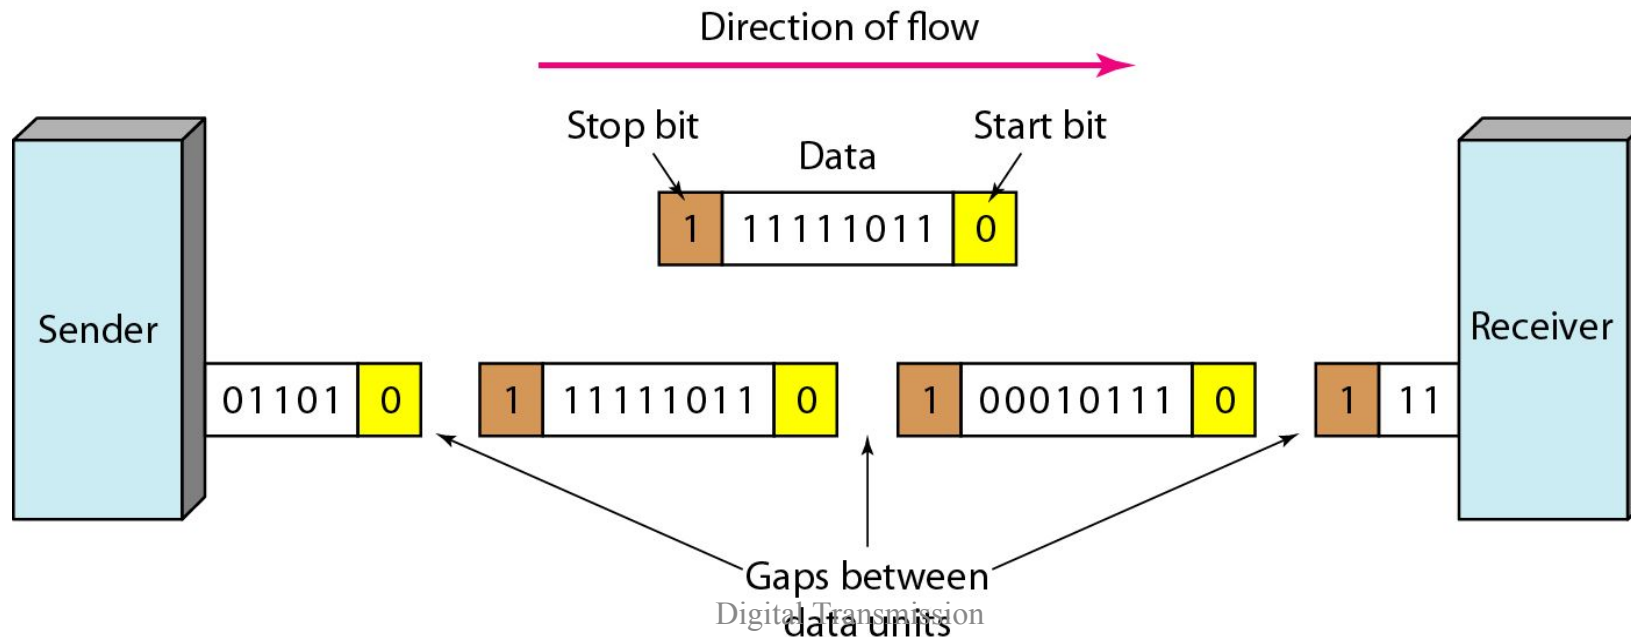 Direction of flow
Stop bit
Start bit
Data
1 11111011 0
Sender
Receiver
01101 0 1 11111011 0 1 00010111 0 1 11
Gaps between
data units
Digital Transmission